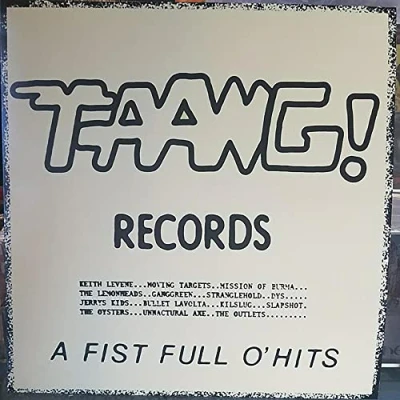 TAANG!
RECORDS
KEITH LEVENE...MOVING TARGETS...MISSION OF BURMA...
THE LEMONHEADS..GANGGREEN...STRANGLEHOLD..DYS.....
JERRYS KIDS...BULLET LAVOLTA...KILSLUG...SLAPSHOT.
THE OYSTERS...UNNACTURAL AXE..THE OUTLETS.........
A FIST FULL O'HITS